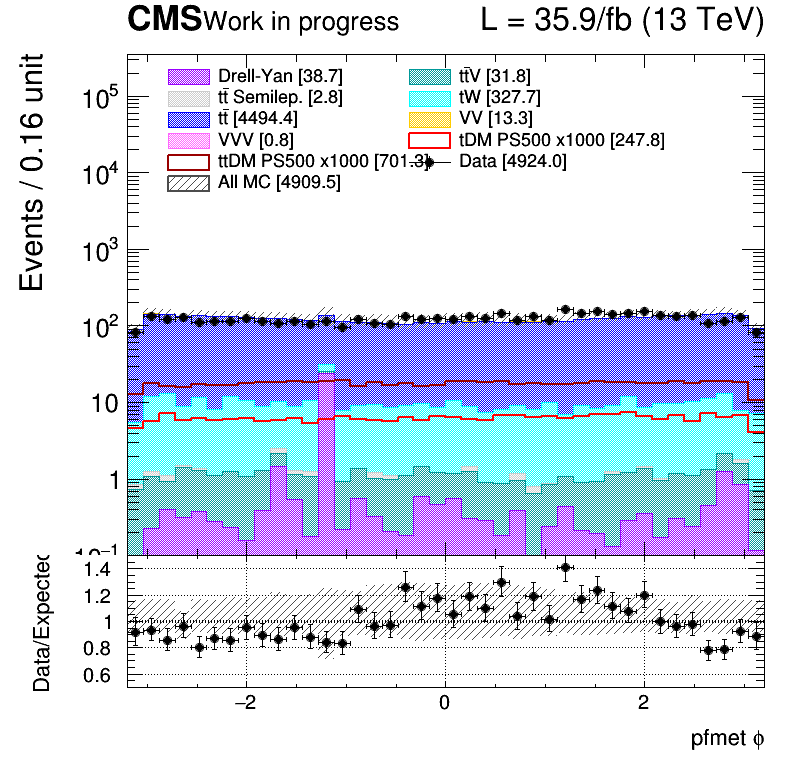 CMS Work in progress L = 35.9/fb (13 TeV)
Events / 0.16 unit
Drell-Yan [38.7] tt̄V [31.8]
tt̄ Semilep. [2.8] tW [327.7]
tt̄ [4494.4] VV [13.3]
VVV [0.8] tDM PS500 x1000 [247.8]
ttDM PS500 x1000 [701.3] Data [4924.0]
All MC [4909.5]
10⁵
10⁴
10³
10²
10
1
10⁻¹
Data/Expected
1.4
1.2
1
0.8
0.6
−2 0 2
pfmet ϕ